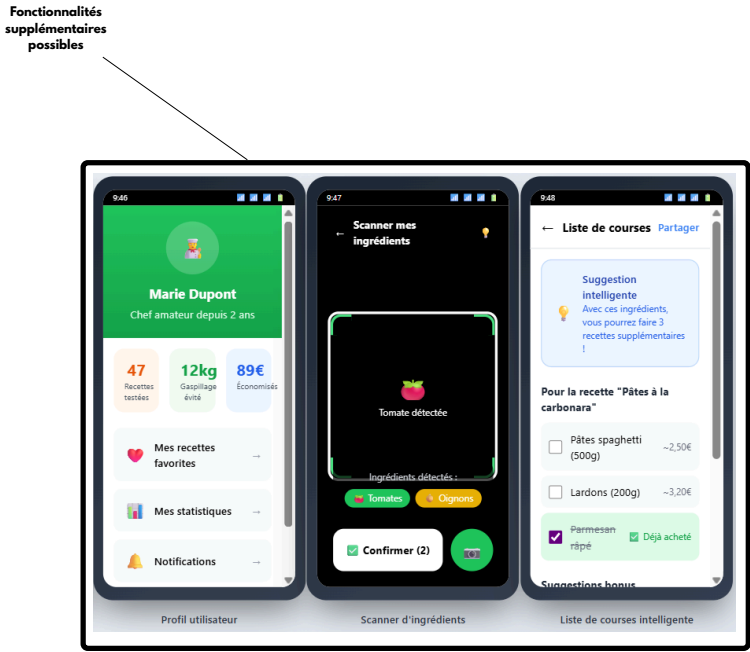 Fonctionnalités
supplémentaires
possibles
9:46
Marie Dupont
Chef amateur depuis 2 ans
47
Recettes
testées
12kg
Gaspillage
évité
89€
Économisés
Mes recettes
favorites
→
Mes statistiques
→
Notifications
→
Profil utilisateur
9:47
← Scanner mes
ingrédients
Tomate détectée
Ingrédients détectés :
Tomates
Oignons
Confirmer (2)
Scanner d'ingrédients
9:48
← Liste de courses Partager
Suggestion
intelligente
Avec ces ingrédients,
vous pourrez faire 3
recettes supplémentaires
!
Pour la recette "Pâtes à la
carbonara"
Pâtes spaghetti
(500g)
~2,50€
Lardons (200g) ~3,20€
Parmesan
râpé
Déjà acheté
Suggestions bonus
Liste de courses intelligente